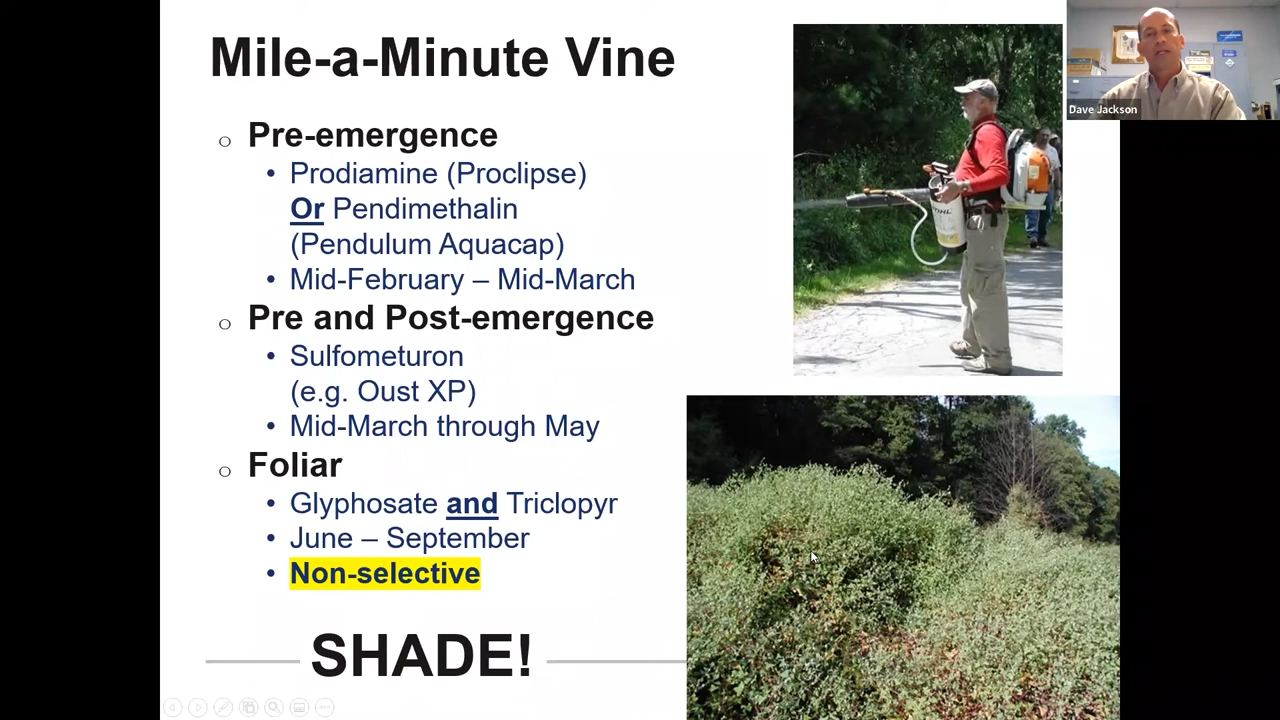 Mile-a-Minute Vine
Pre-emergence
Prodiamine (Proclipse)
Or Pendimethalin
(Pendulum Aquacap)
Mid-February – Mid-March
Pre and Post-emergence
Sulfometuron
(e.g. Oust XP)
Mid-March through May
Foliar
Glyphosate and Triclopyr
June – September
Non-selective
SHADE!
STIHL
Dave Jackson